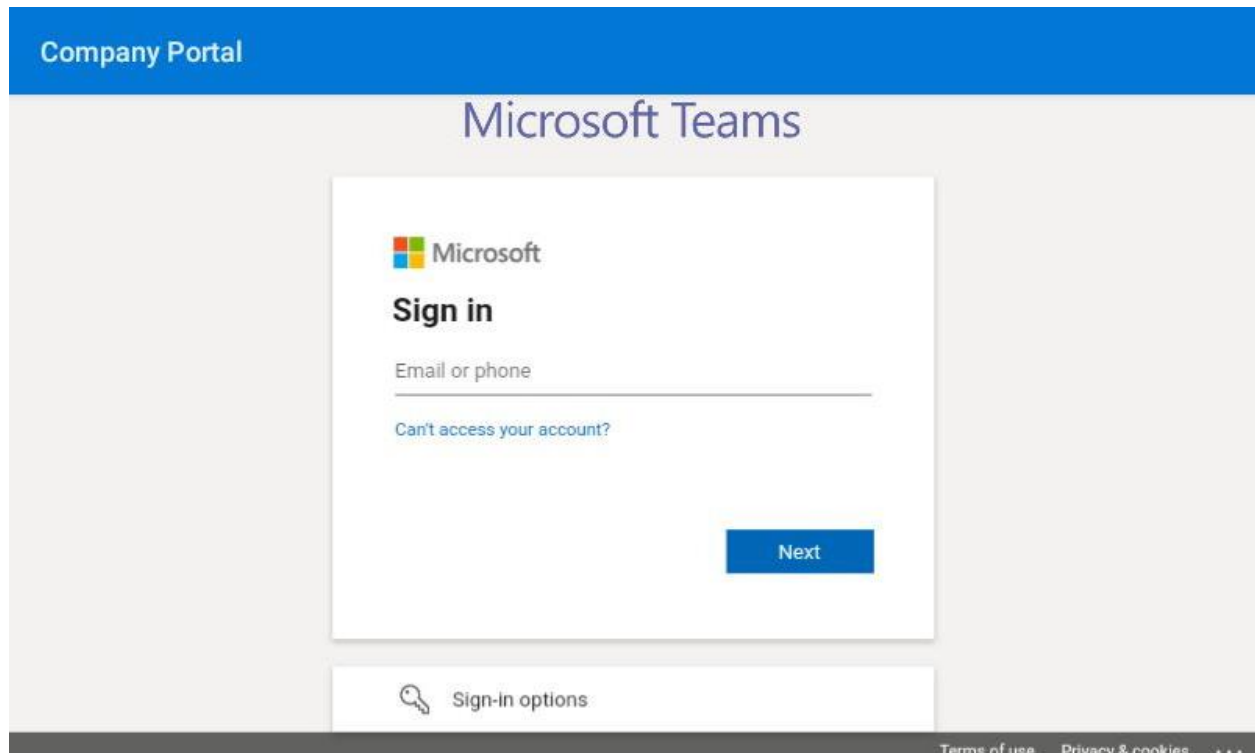 Company Portal
Microsoft Teams
Microsoft
Sign in
Email or phone
Can't access your account?
Next
Sign-in options
Terms of use Privacy & cookies ...